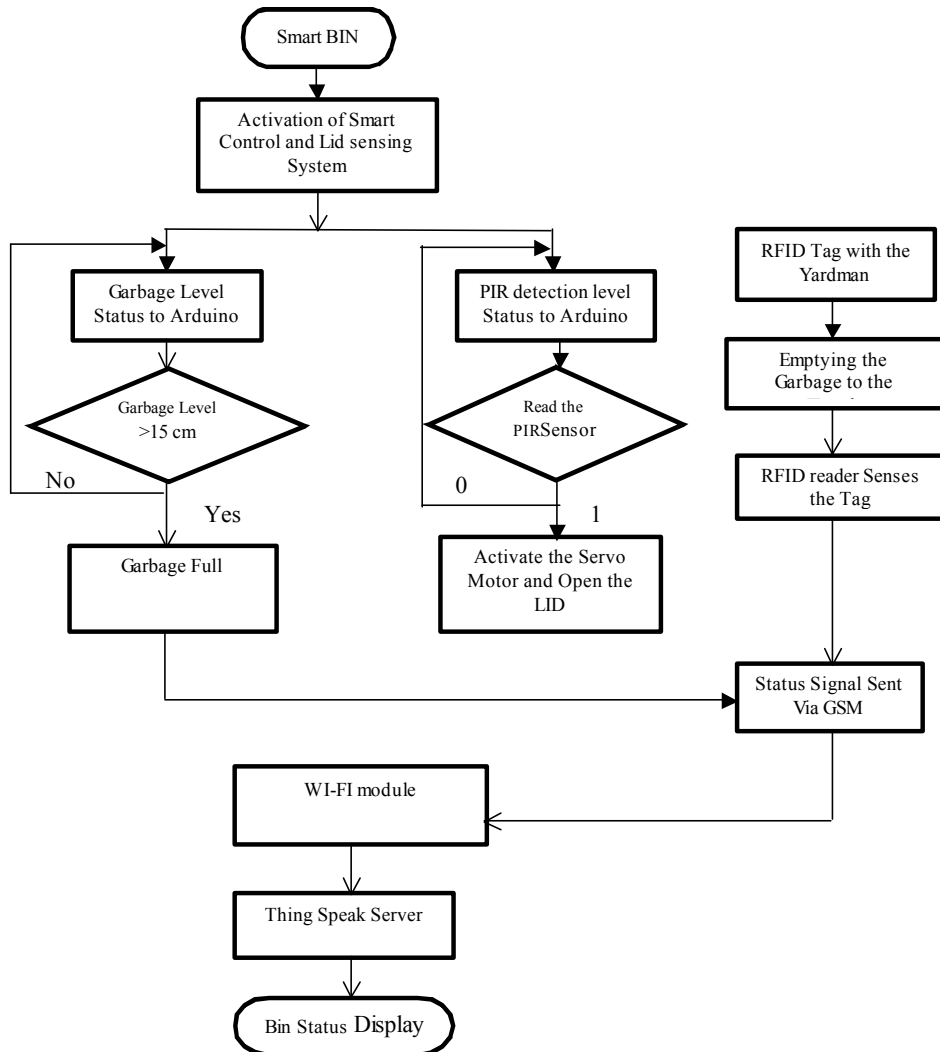 Smart BIN
Activation of Smart
Control and Lid sensing
System
Garbage Level
Status to Arduino
Garbage Level
>15 cm
No
Yes
Garbage Full
PIR detection level
Status to Arduino
Read the
PIRSensor
0
1
Activate the Servo
Motor and Open the
LID
RFID Tag with the
Yardman
Emptying the
Garbage to the
RFID reader Senses
the Tag
Status Signal Sent
Via GSM
WI-FI module
Thing Speak Server
Bin Status Display